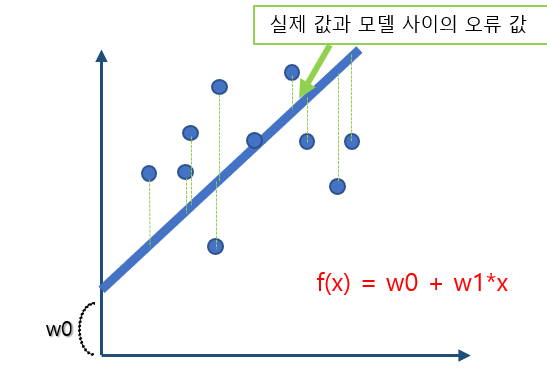 실제 값과 모델 사이의 오류 값
f(x) = w0 + w1*x
w0